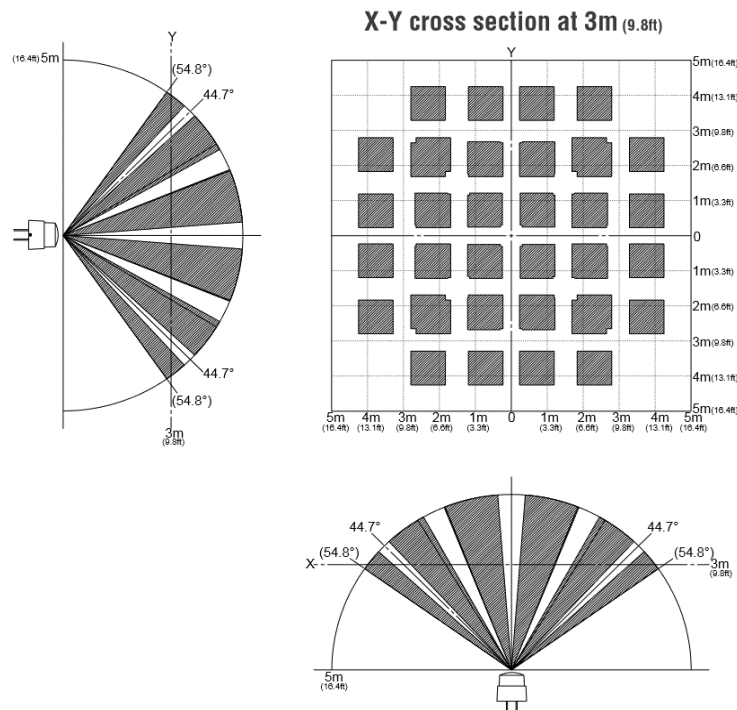 X-Y cross section at 3m (9.8ft)
Y
(16.4ft) 5m
(54.8°)
44.7°
44.7°
(54.8°)
3m
(9.8ft)
Y
5m (16.4ft)
4m (13.1ft)
3m (9.8ft)
2m (6.6ft)
1m (3.3ft)
0
1m (3.3ft)
2m (6.6ft)
3m (9.8ft)
4m (13.1ft)
5m (16.4ft)
5m 4m 3m 2m 1m 0 1m 2m 3m 4m 5m
(16.4ft) (13.1ft) (9.8ft) (6.6ft) (3.3ft) (3.3ft) (6.6ft) (9.8ft) (13.1ft) (16.4ft)
44.7° 44.7°
(54.8°) (54.8°)
X 3m
(9.8ft)
5m
(16.4ft)